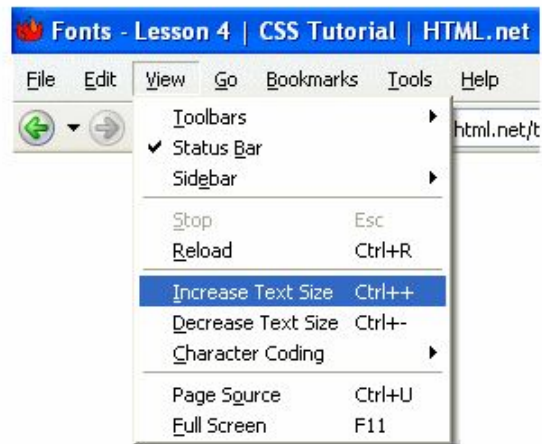 Fonts - Lesson 4 | CSS Tutorial | HTML.net
File Edit View Go Bookmarks Tools Help
html.net/t
Toolbars
Status Bar
Sidebar
Stop Esc
Reload Ctrl+R
Increase Text Size Ctrl++
Decrease Text Size Ctrl+-
Character Coding
Page Source Ctrl+U
Full Screen F11